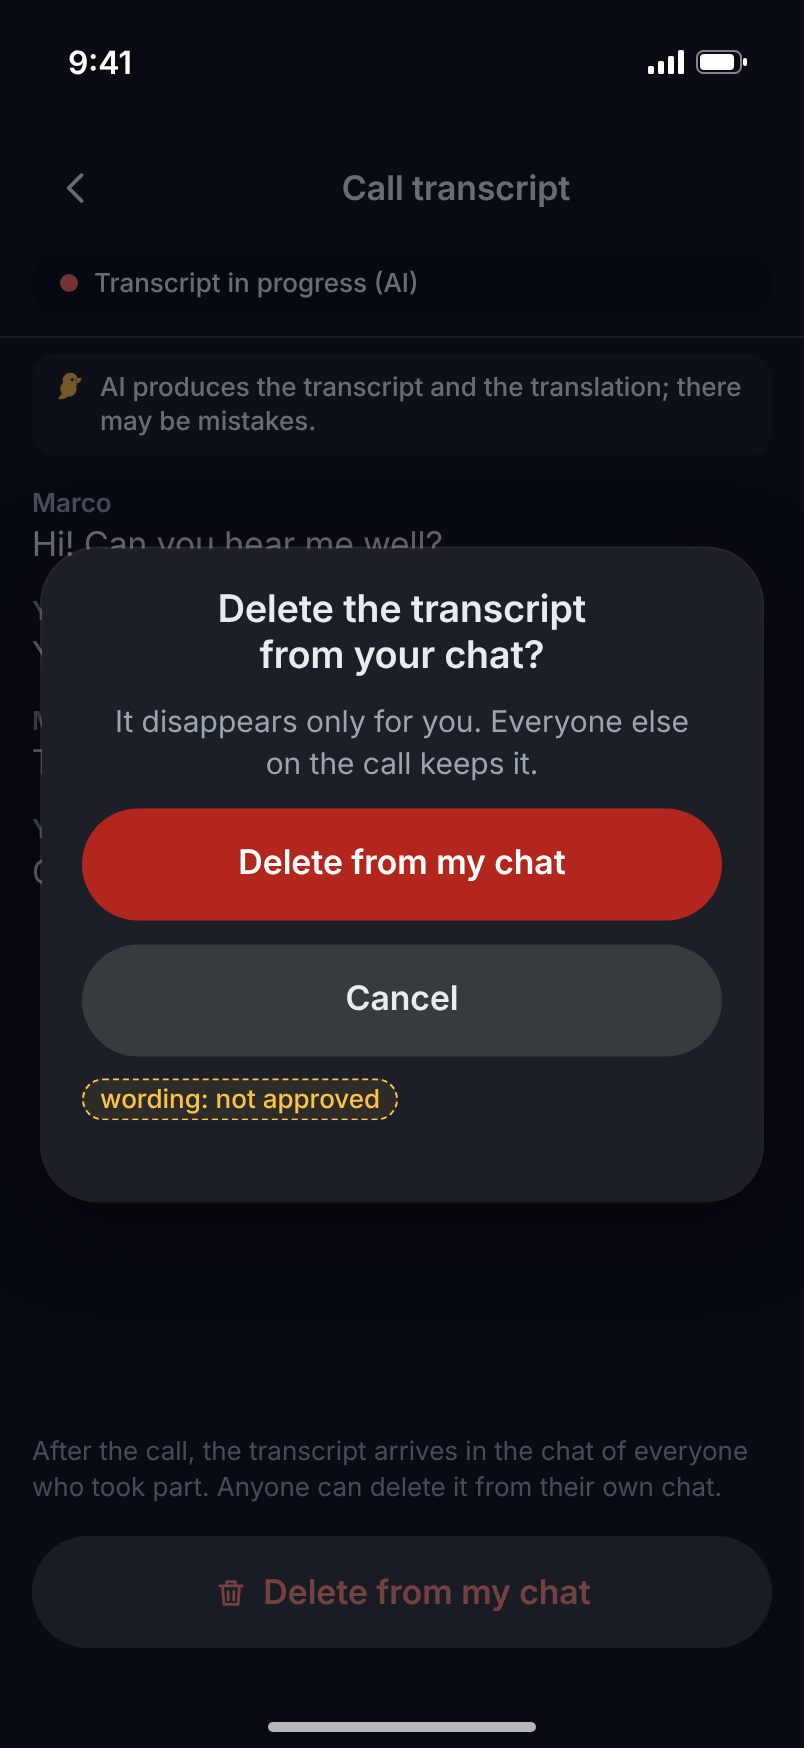 9:41
Call transcript
Transcript in progress (AI)
AI produces the transcript and the translation; there
may be mistakes.
Marco
Hi! Can you hear me well?
Delete the transcript
from your chat?
It disappears only for you. Everyone else
on the call keeps it.
Delete from my chat
Cancel
wording: not approved
After the call, the transcript arrives in the chat of everyone
who took part. Anyone can delete it from their own chat.
Delete from my chat